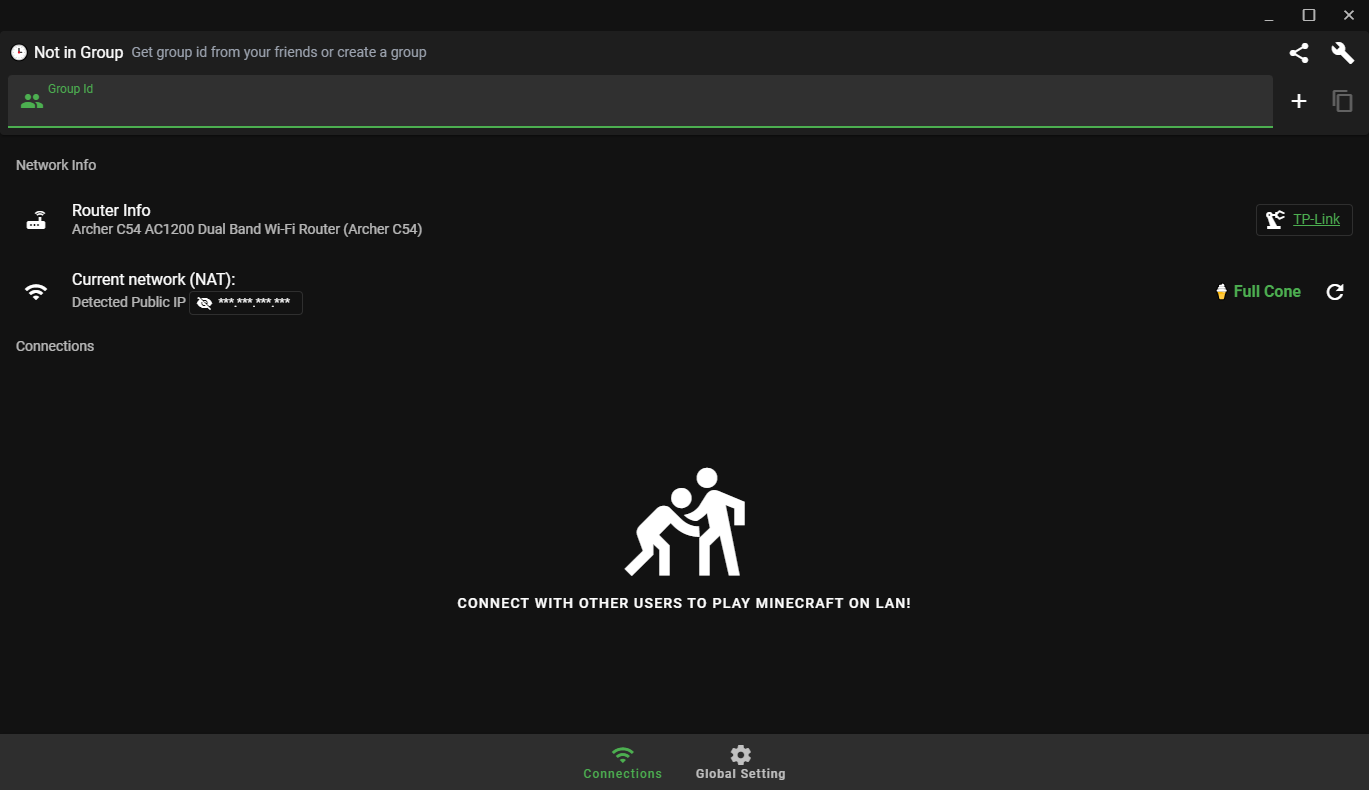 Not in Group Get group id from your friends or create a group
Group Id
Network Info
Router Info
Archer C54 AC1200 Dual Band Wi-Fi Router (Archer C54)
TP-Link
Current network (NAT):
Detected Public IP ***.***.***.***
Full Cone
Connections
CONNECT WITH OTHER USERS TO PLAY MINECRAFT ON LAN!
Connections
Global Setting